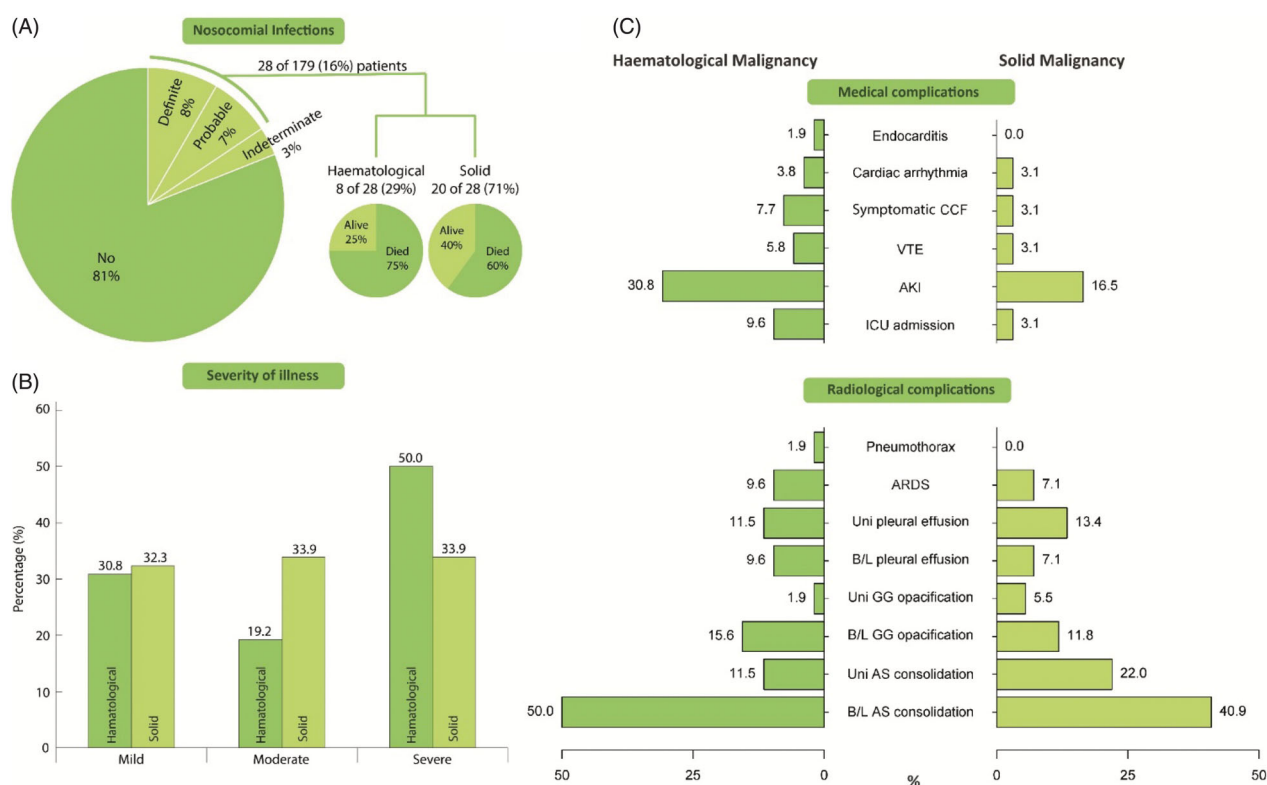 (A)
Nosocomial Infections
28 of 179 (16%) patients
Definite
8%
Probable
7%
Indeterminate
3%
No
81%
Haematological
8 of 28 (29%)
Solid
20 of 28 (71%)
Alive
25%
Died
75%
Alive
40%
Died
60%
(B)
Severity of illness
Percentage (%)
60
50
40
30
20
10
0
30.8
32.3
19.2
33.9
50.0
33.9
Hamatological
Solid
Hamatological
Solid
Hamatological
Solid
Mild
Moderate
Severe
(C)
Haematological Malignancy
Solid Malignancy
Medical complications
1.9 Endocarditis 0.0
3.8 Cardiac arrhythmia 3.1
7.7 Symptomatic CCF 3.1
5.8 VTE 3.1
30.8 AKI 16.5
9.6 ICU admission 3.1
Radiological complications
1.9 Pneumothorax 0.0
9.6 ARDS 7.1
11.5 Uni pleural effusion 13.4
9.6 B/L pleural effusion 7.1
1.9 Uni GG opacification 5.5
15.6 B/L GG opacification 11.8
11.5 Uni AS consolidation 22.0
50.0 B/L AS consolidation 40.9
50 25 0 % 0 25 50